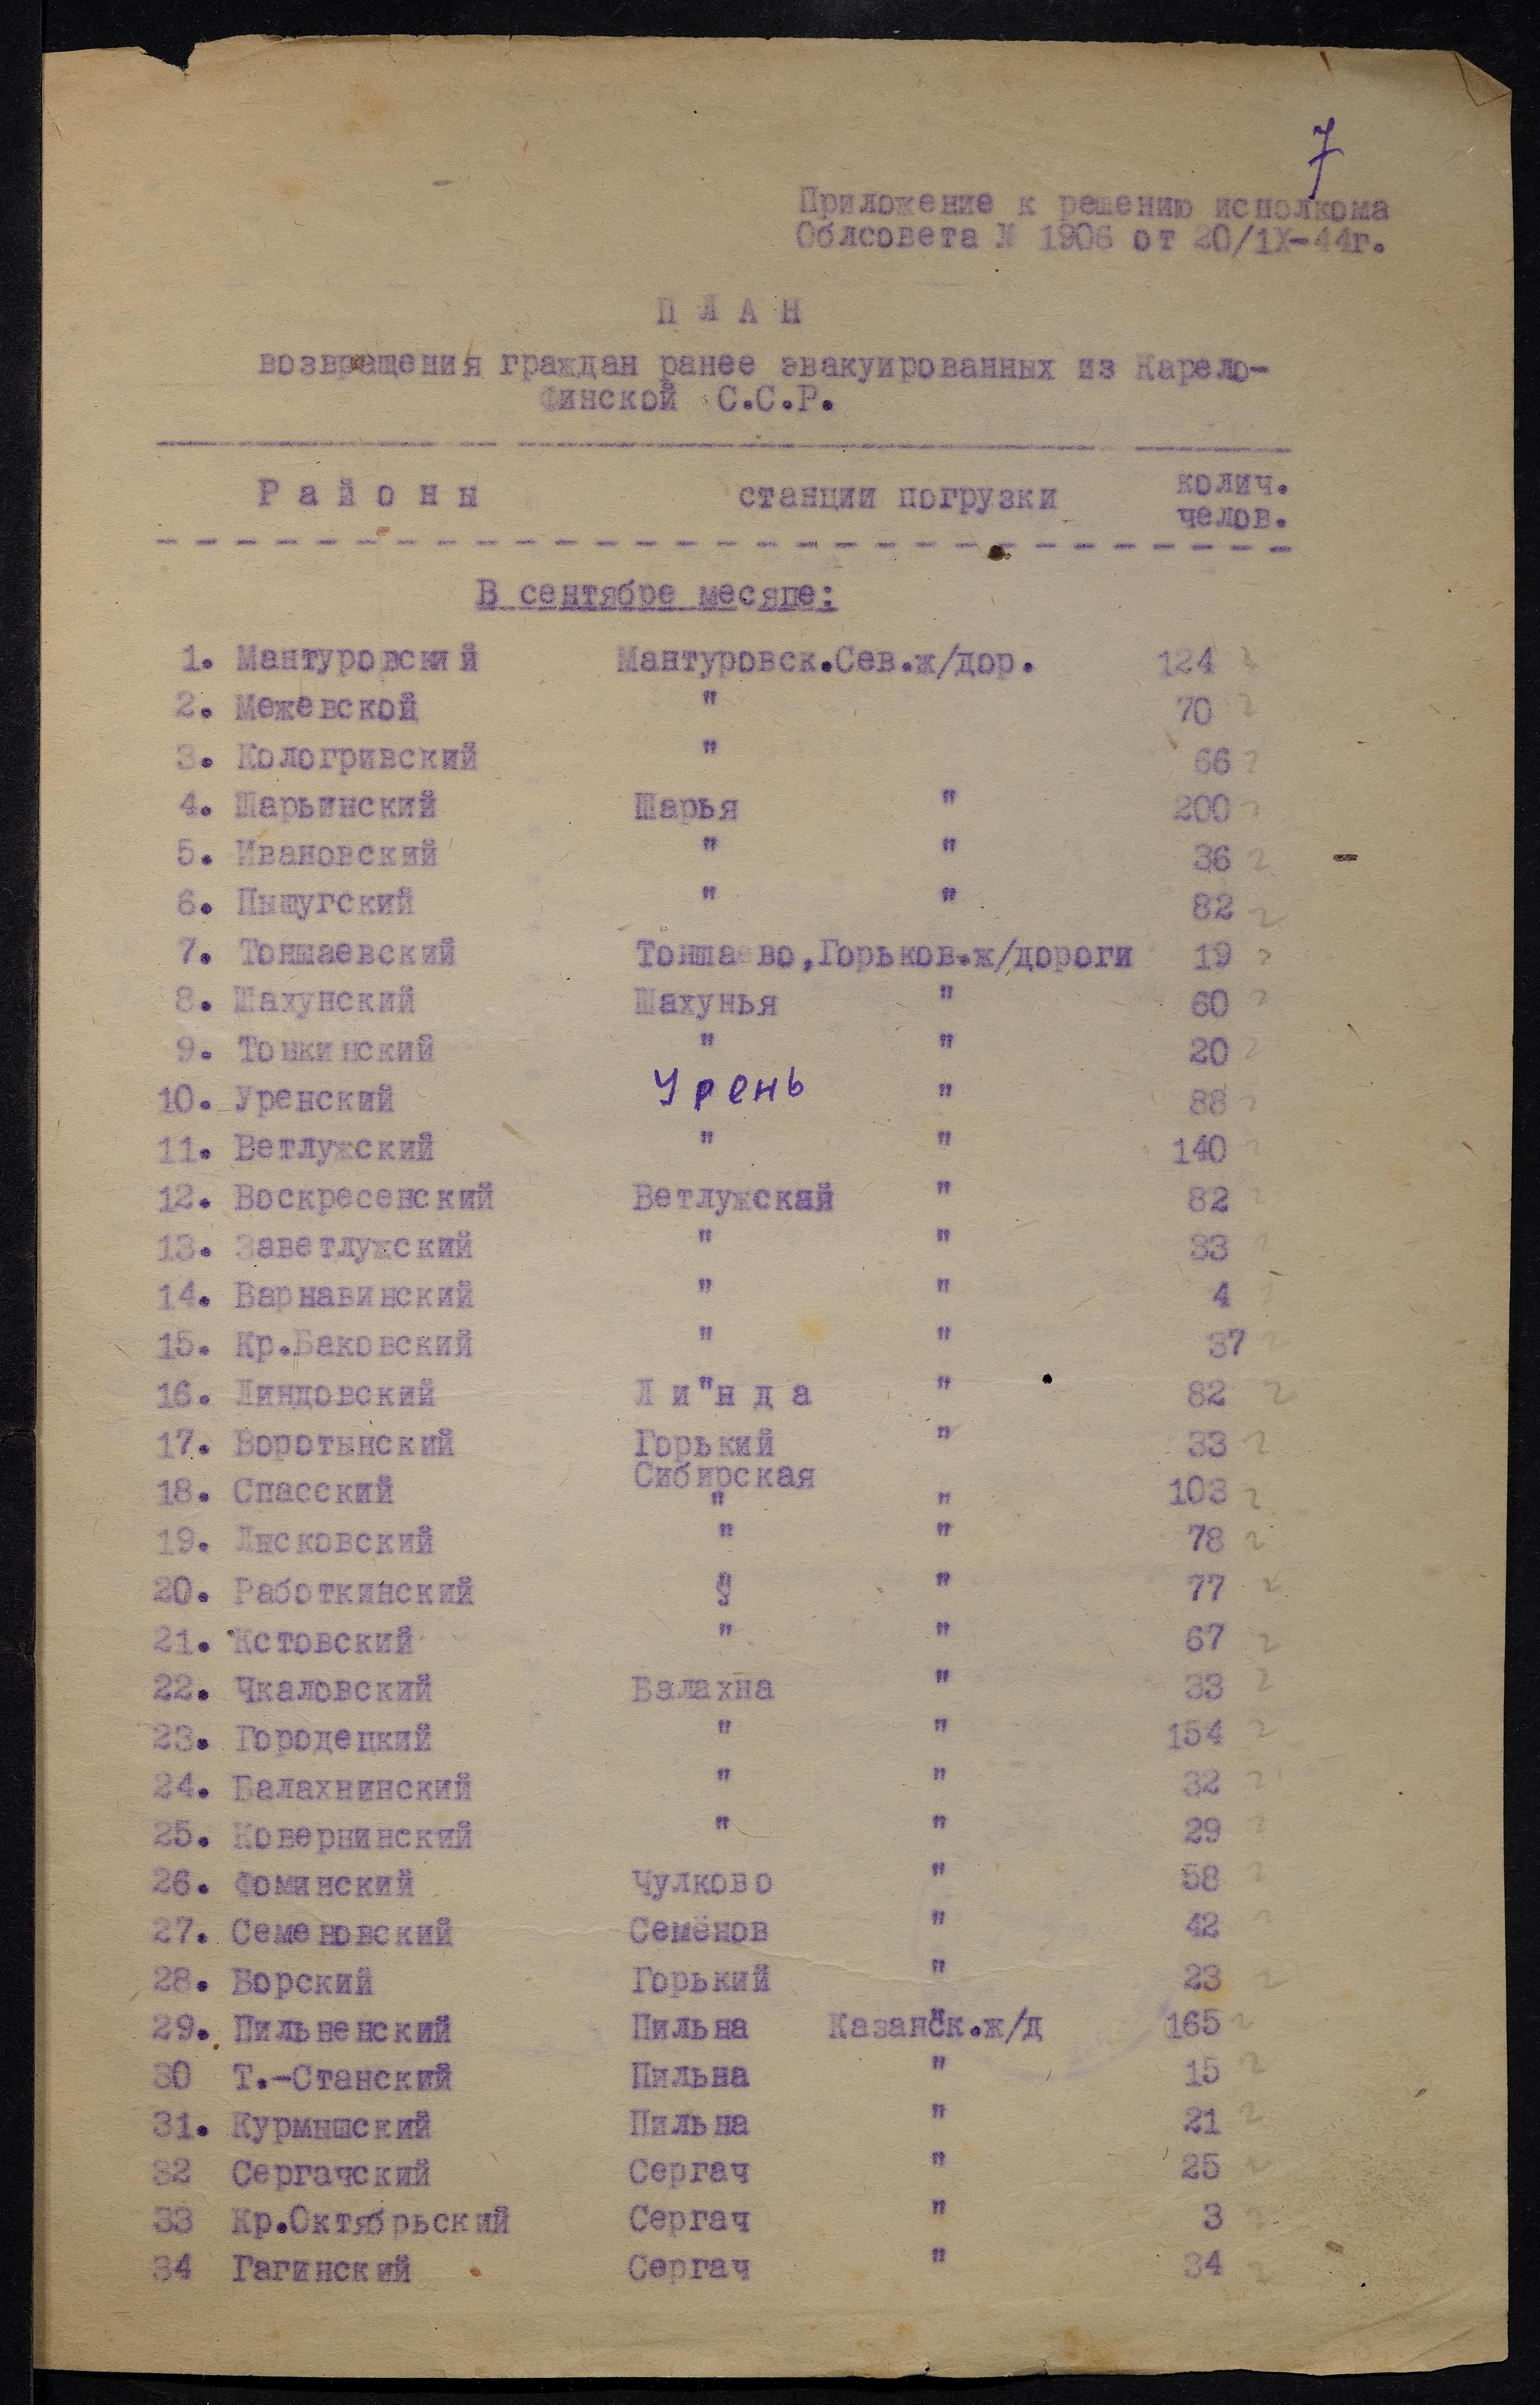 7
Приложение к решению исполкома
Облсовета № 1906 от 20/1X-44г.
П Л А Н
возвращения граждан ранее эвакуированных из Карело-
финской С.С.Р.
Р а й о н ы станции погрузки колич.
челов.
В сентябре месяце:
1. Мантуровский Мантуровск.Сев.ж/дор. 124
2. Межевской " 70
3. Кологривский " 66
4. Шарьинский Шарья " 200
5. Ивановский " " 36
6. Пыщугский " " 82
7. Тоншаевский Тоншаево,Горьков.ж/дороги 19
8. Шахунский Шахунья " 60
9. Тонкинский " " 20
10. Уренский Урень " 88
11. Ветлужский " " 140
12. Воскресенский Ветлужскай " 82
13. Заветлужский " " 33
14. Варнавинский " " 4
15. Кр.Баковский " " 37
16. Линдовский Л и"н д а " 82
17. Воротынский Горький " 33
Сибирская
18. Спасский " " 103
19. Лысковский " " 78
20. Работкинский " " 77
21. Кстовский " " 67
22. Чкаловский Балахна " 33
23. Городецкий " " 154
24. Балахнинский " " 32
25. Ковернинский " " 29
26. Фоминский Чулково " 58
27. Семеновский Семёнов " 42
28. Борский Горький " 23
29. Пильненский Пильна Казанск.ж/д 165
30 Т.-Станский Пильна " 15
31. Курмышский Пильна " 21
32 Сергачский Сергач " 25
33 Кр.Октябрьский Сергач " 3
34 Гагинский Сергач " 34